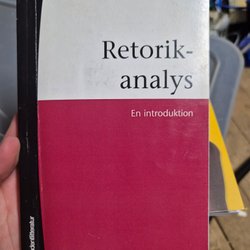 Retorik-
analys
En introduktion